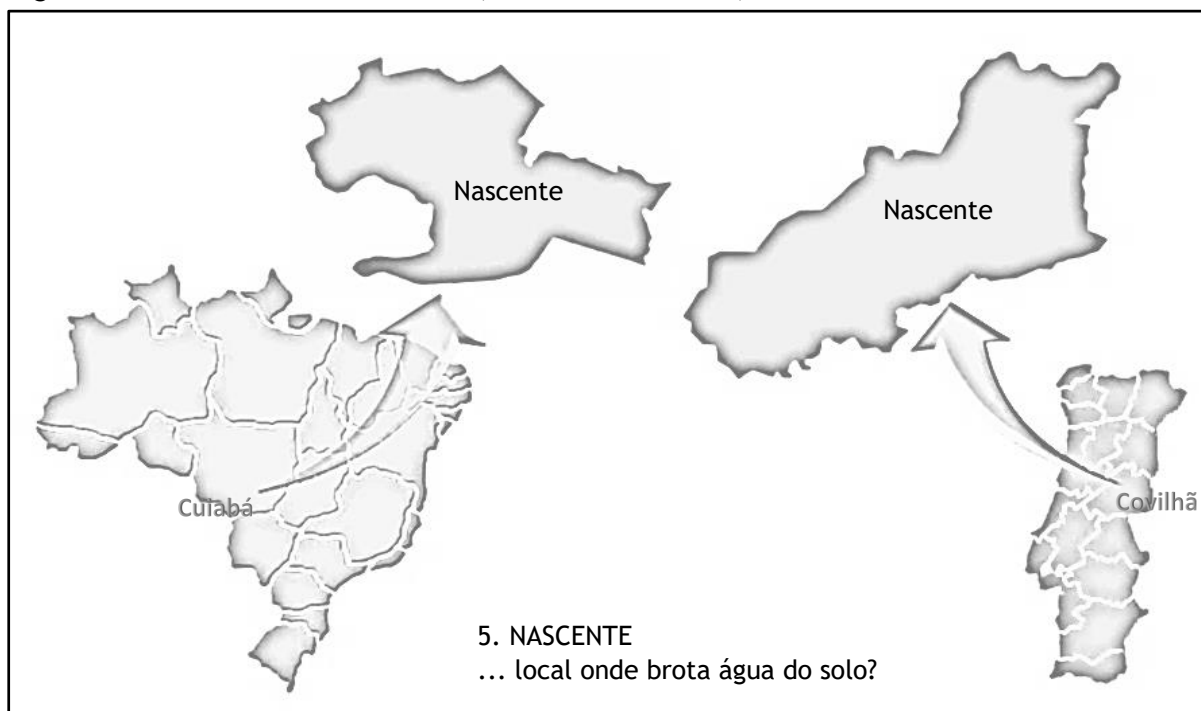 Nascente
Nascente
Cuiabá
Covilhã
5. NASCENTE
... local onde brota água do solo?